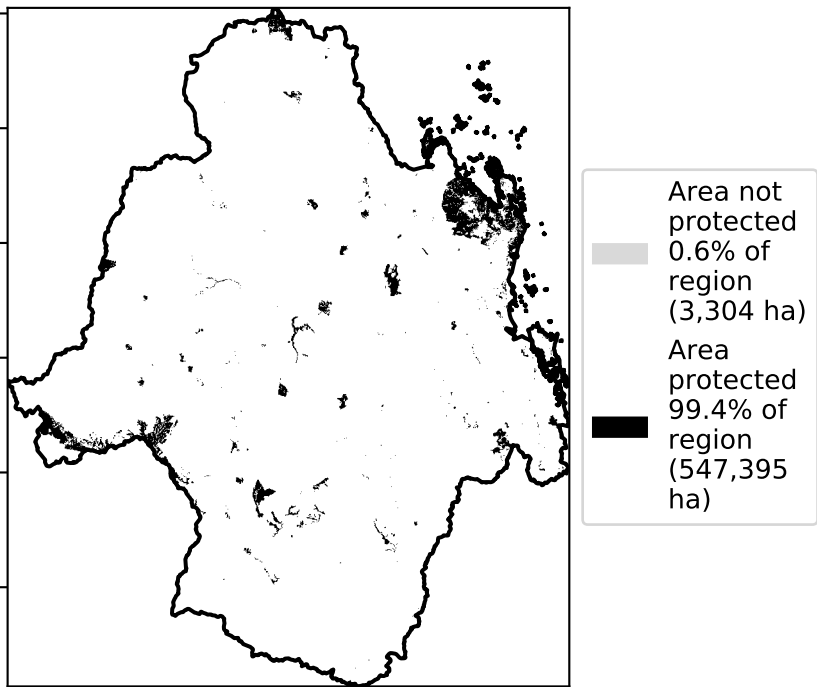 Area not
protected
0.6% of
region
(3,304 ha)
Area
protected
99.4% of
region
(547,395
ha)